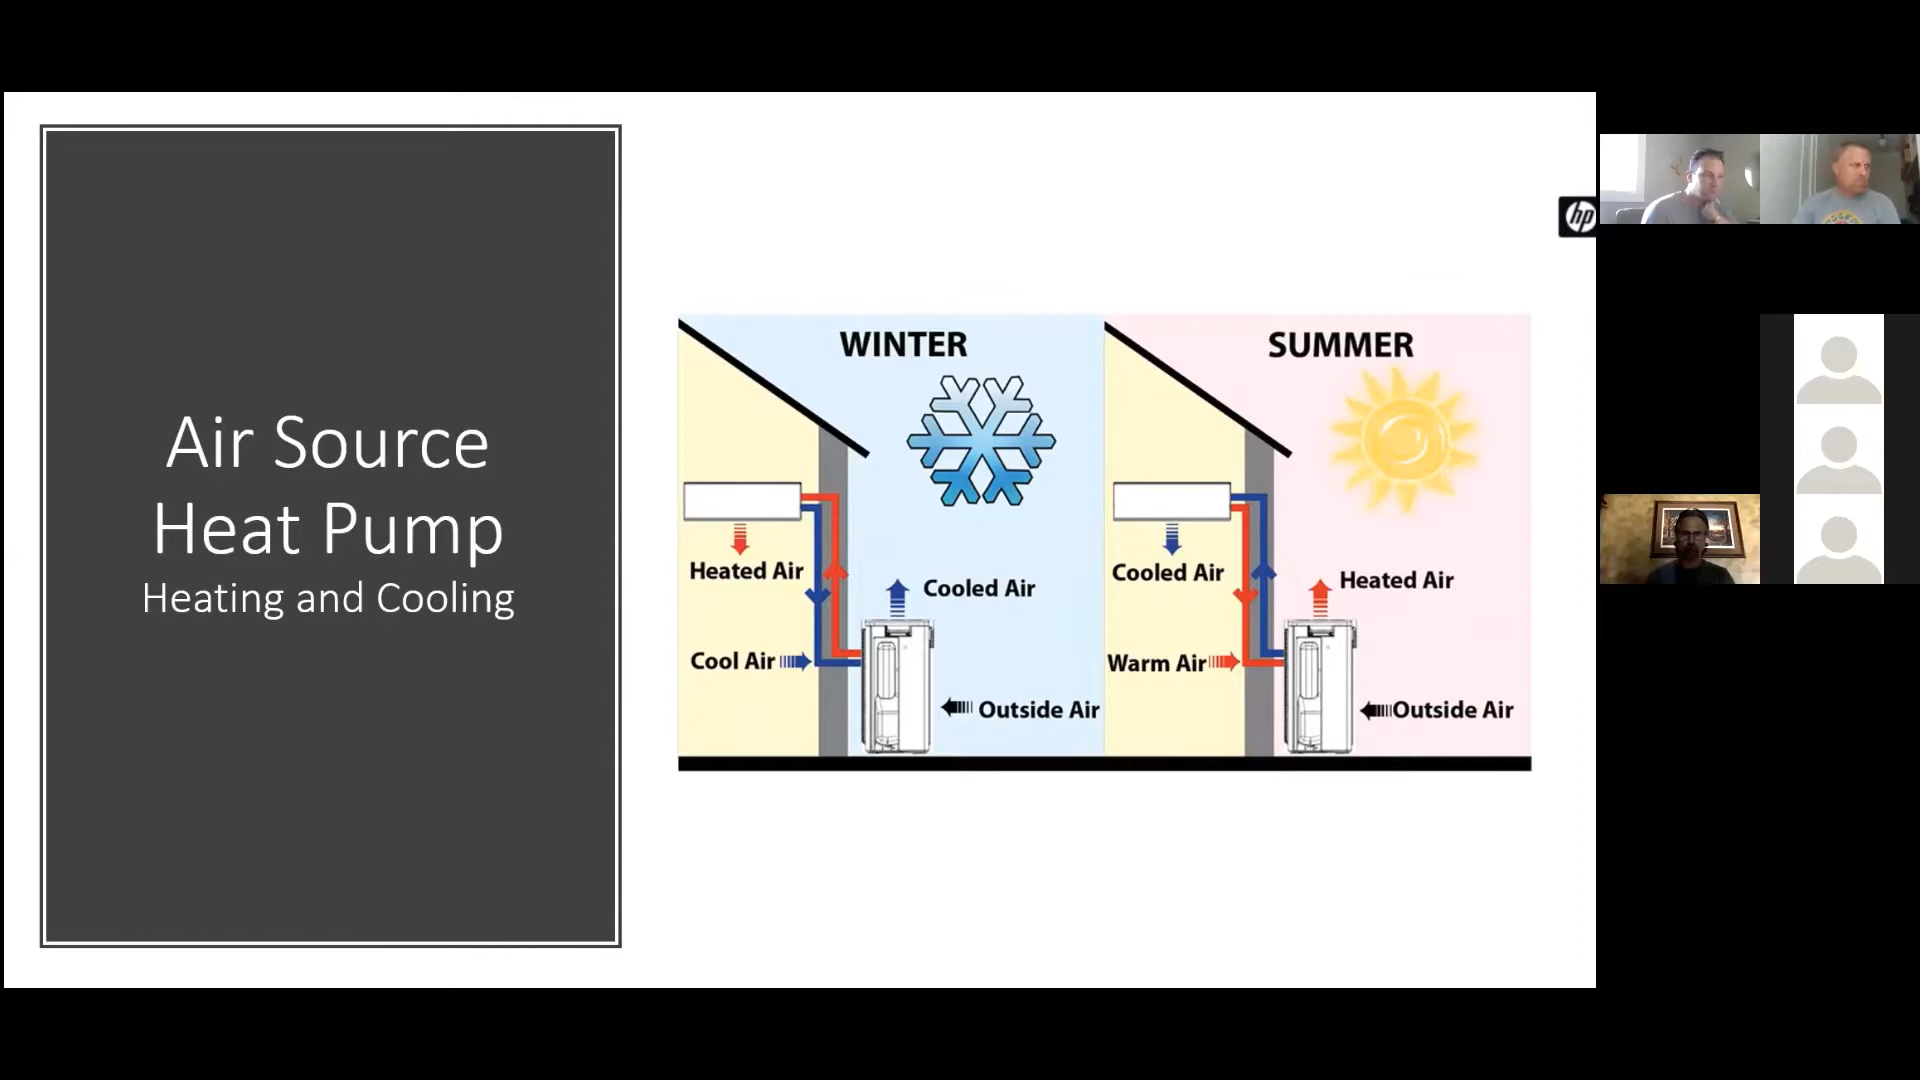 Air Source
Heat Pump
Heating and Cooling
WINTER
Heated Air
Cooled Air
Cool Air
Outside Air
SUMMER
Cooled Air
Heated Air
Warm Air
Outside Air
hp